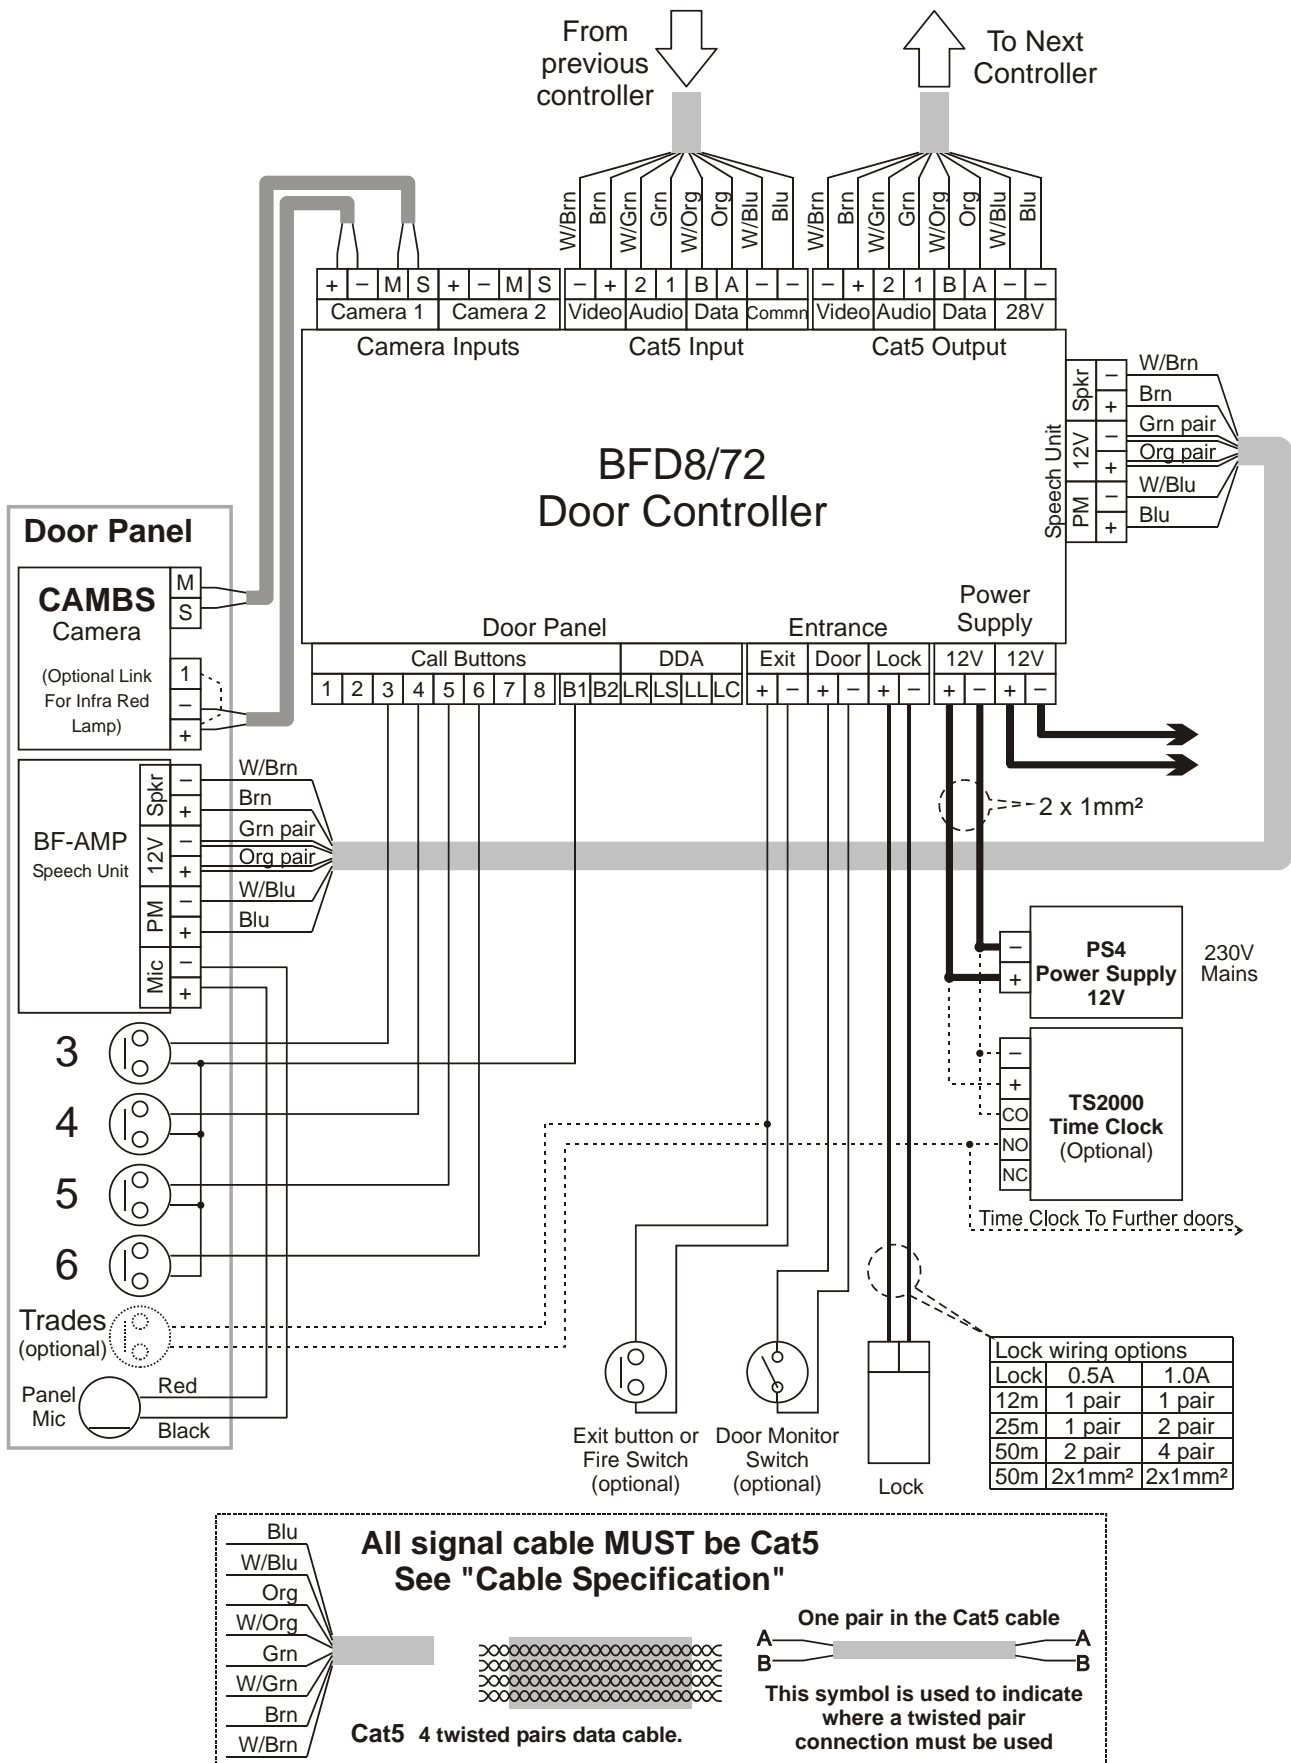 From
previous
controller
To Next
Controller
W/Brn
Brn
W/Grn
Grn
W/Org
Org
W/Blu
Blu
W/Brn
Brn
W/Grn
Grn
W/Org
Org
W/Blu
Blu
+ − M S + − M S
Camera 1 Camera 2
Camera Inputs
− + 2 1 B A − −
Video Audio Data Commn
Cat5 Input
− + 2 1 B A − −
Video Audio Data 28V
Cat5 Output
BFD8/72
Door Controller
Speech Unit
Spkr − W/Brn
+ Brn
12V − Grn pair
+ Org pair
PM − W/Blu
+ Blu
Door Panel
CAMBS
Camera
(Optional Link
For Infra Red
Lamp)
M
S
1
−
+
Door Panel
Entrance
Power
Supply
Call Buttons DDA Exit Door Lock 12V 12V
1 2 3 4 5 6 7 8 B1 B2 LR LS LL LC + − + − + − + − + −
2 x 1mm²
BF-AMP
Speech Unit
Spkr − W/Brn
+ Brn
12V − Grn pair
+ Org pair
PM − W/Blu
+ Blu
Mic −
+
−
+
PS4
Power Supply
12V
230V
Mains
−
+
CO
NO
NC
TS2000
Time Clock
(Optional)
Time Clock To Further doors
3
4
5
6
Trades
(optional)
Panel
Mic
Red
Black
Exit button or
Fire Switch
(optional)
Door Monitor
Switch
(optional)
Lock
Lock wiring options
Lock 0.5A 1.0A
12m 1 pair 1 pair
25m 1 pair 2 pair
50m 2 pair 4 pair
50m 2x1mm² 2x1mm²
All signal cable MUST be Cat5
See "Cable Specification"
Blu
W/Blu
Org
W/Org
Grn
W/Grn
Brn
W/Brn
Cat5 4 twisted pairs data cable.
One pair in the Cat5 cable
A A
B B
This symbol is used to indicate
where a twisted pair
connection must be used